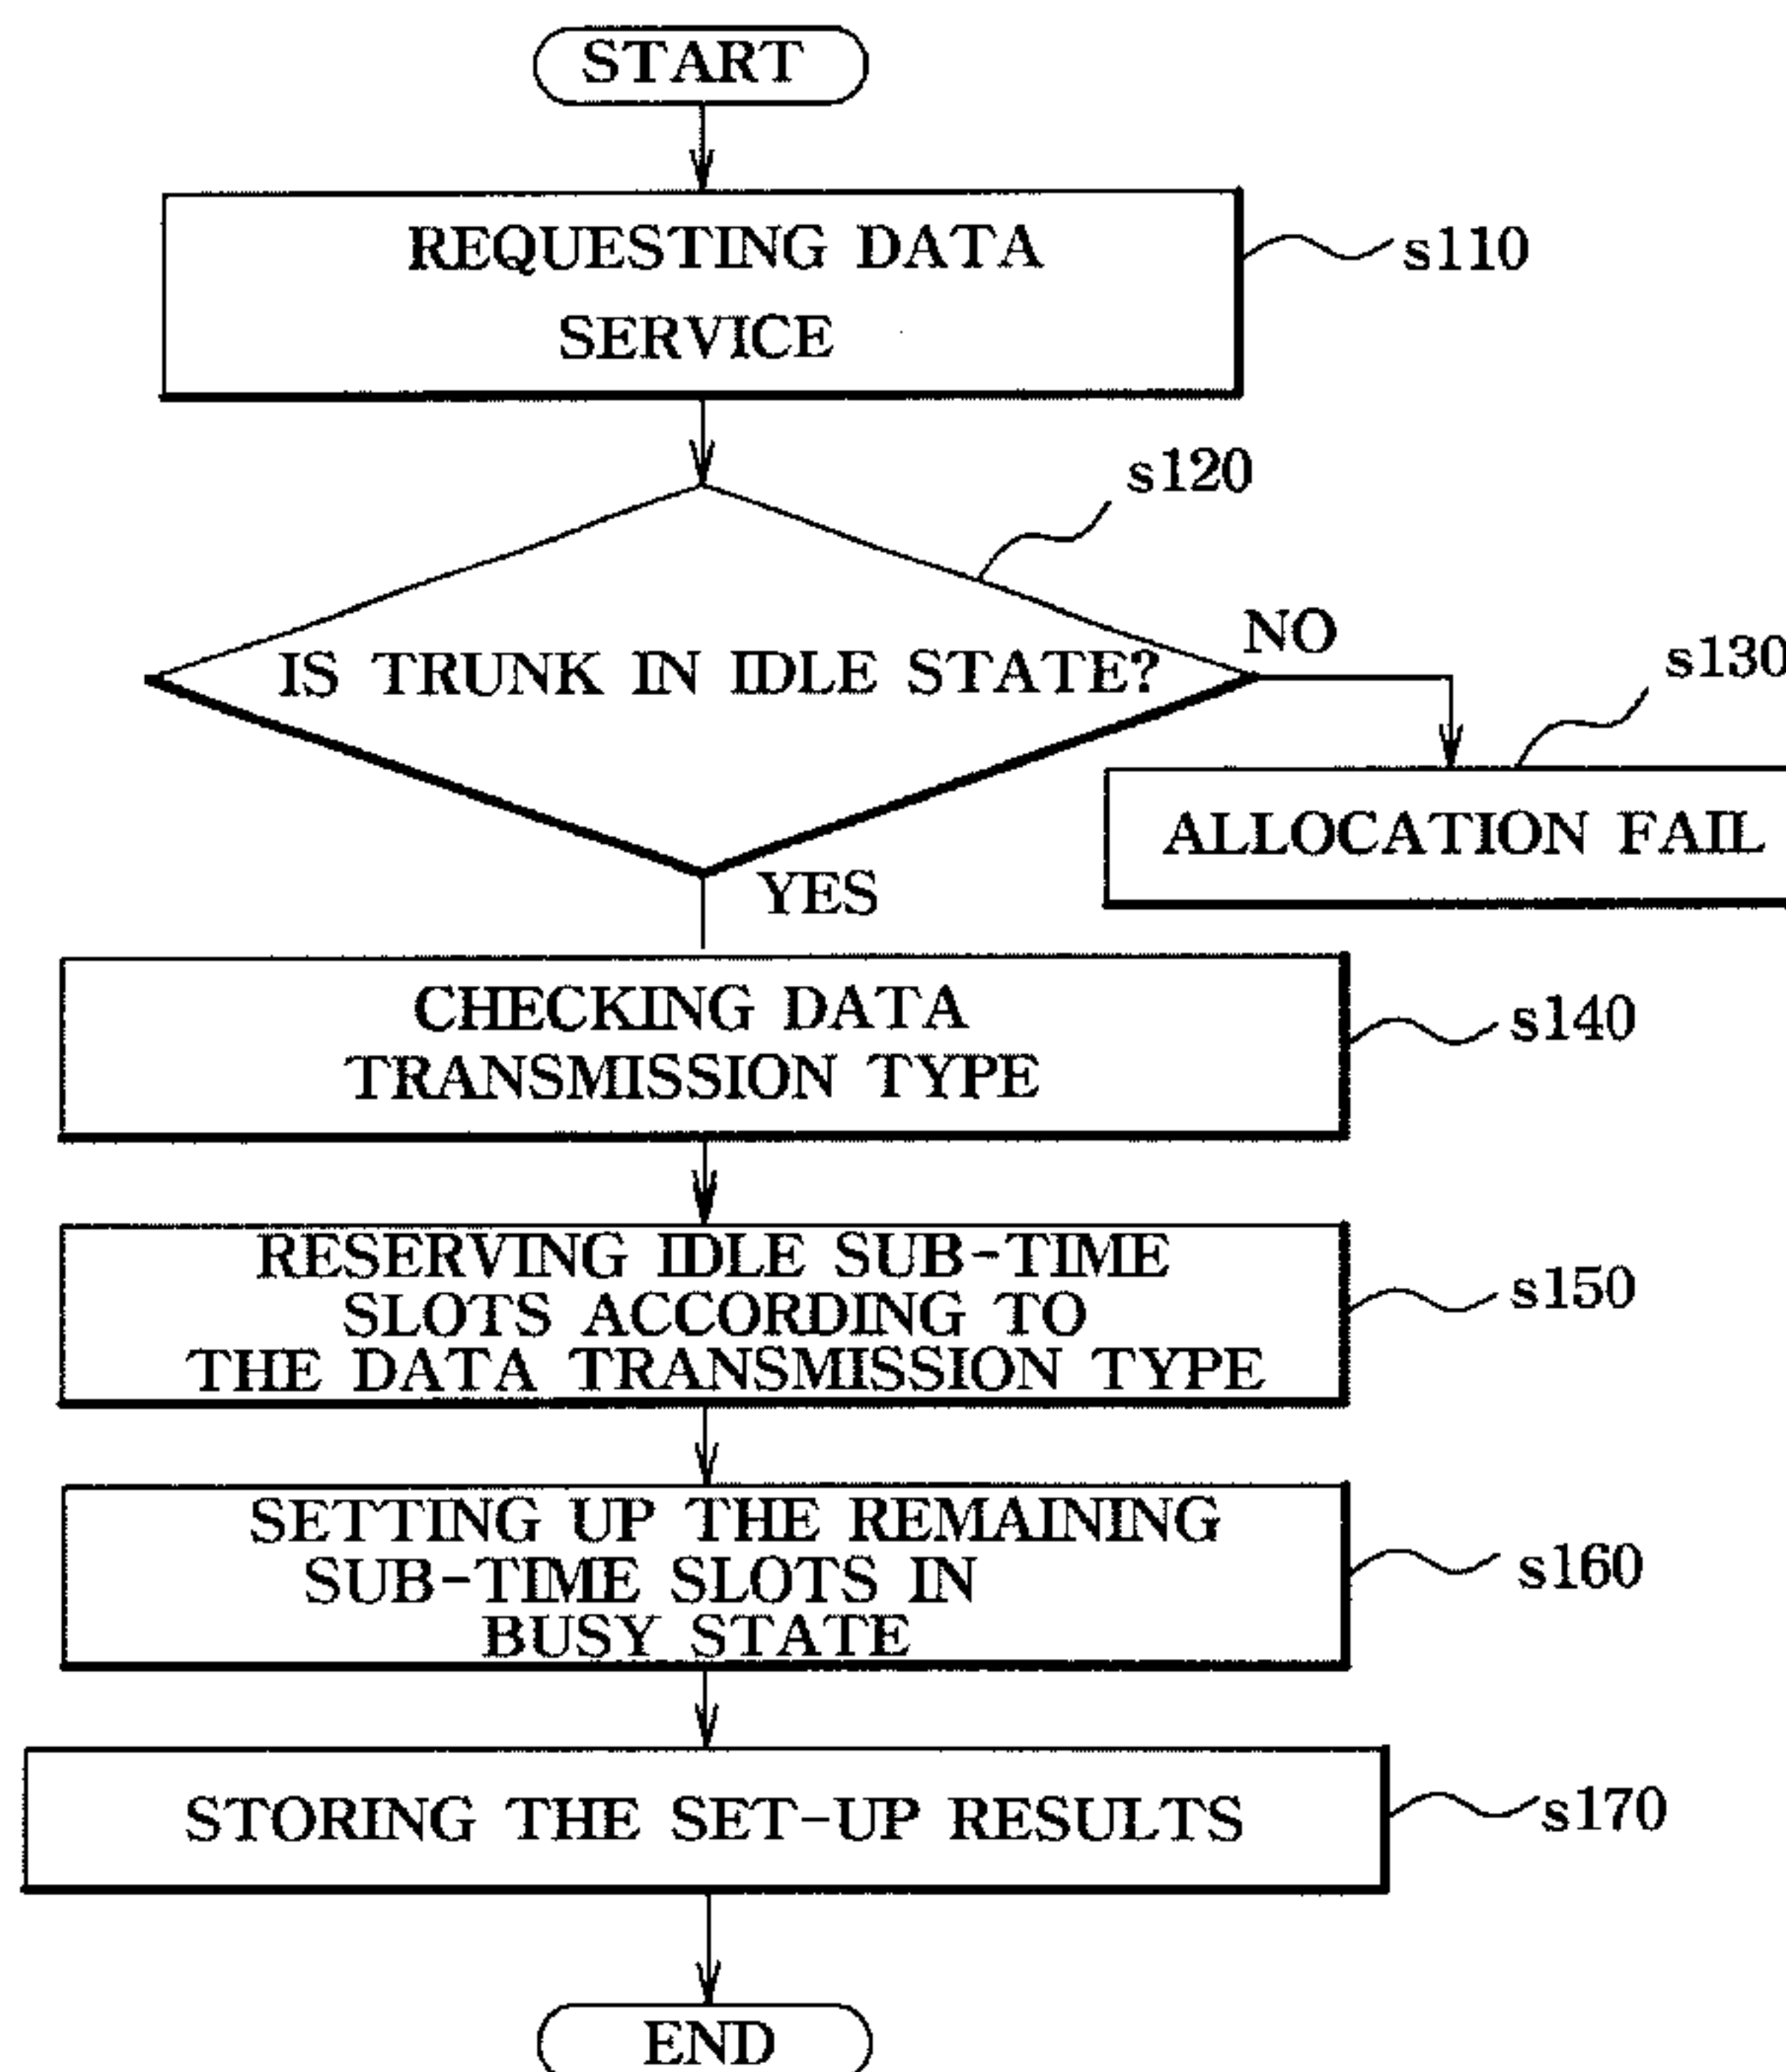 START
REQUESTING DATA
SERVICE
s110
s120
IS TRUNK IN IDLE STATE?
NO
s130
ALLOCATION FAIL
YES
CHECKING DATA
TRANSMISSION TYPE
s140
RESERVING IDLE SUB-TIME
SLOTS ACCORDING TO
THE DATA TRANSMISSION TYPE
s150
SETTING UP THE REMAINING
SUB-TIME SLOTS IN
BUSY STATE
s160
STORING THE SET-UP RESULTS
s170
END